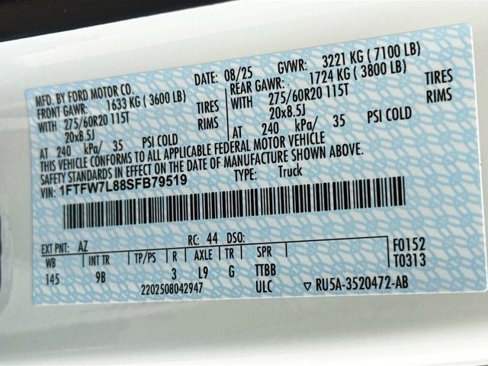 MFD. BY FORD MOTOR CO.
DATE: 08/25 GVWR: 3221 KG ( 7100 LB)
FRONT GAWR: 1633 KG ( 3600 LB) REAR GAWR: 1724 KG ( 3800 LB)
WITH 275/60R20 115T TIRES WITH 275/60R20 115T TIRES
20x8.5J RIMS 20x8.5J RIMS
AT 240 kPa/ 35 PSI COLD AT 240 kPa/ 35 PSI COLD
THIS VEHICLE CONFORMS TO ALL APPLICABLE FEDERAL MOTOR VEHICLE
SAFETY STANDARDS IN EFFECT ON THE DATE OF MANUFACTURE SHOWN ABOVE.
VIN: 1FTFW7L88SFB79519 TYPE: Truck
EXT PNT: AZ RC: 44 DSO: F0152
WB INT TR TP/PS R AXLE TR SPR T0313
145 9B 3 L9 G TTBB
2202508042947 ULC ▽ RU5A-3520472-AB